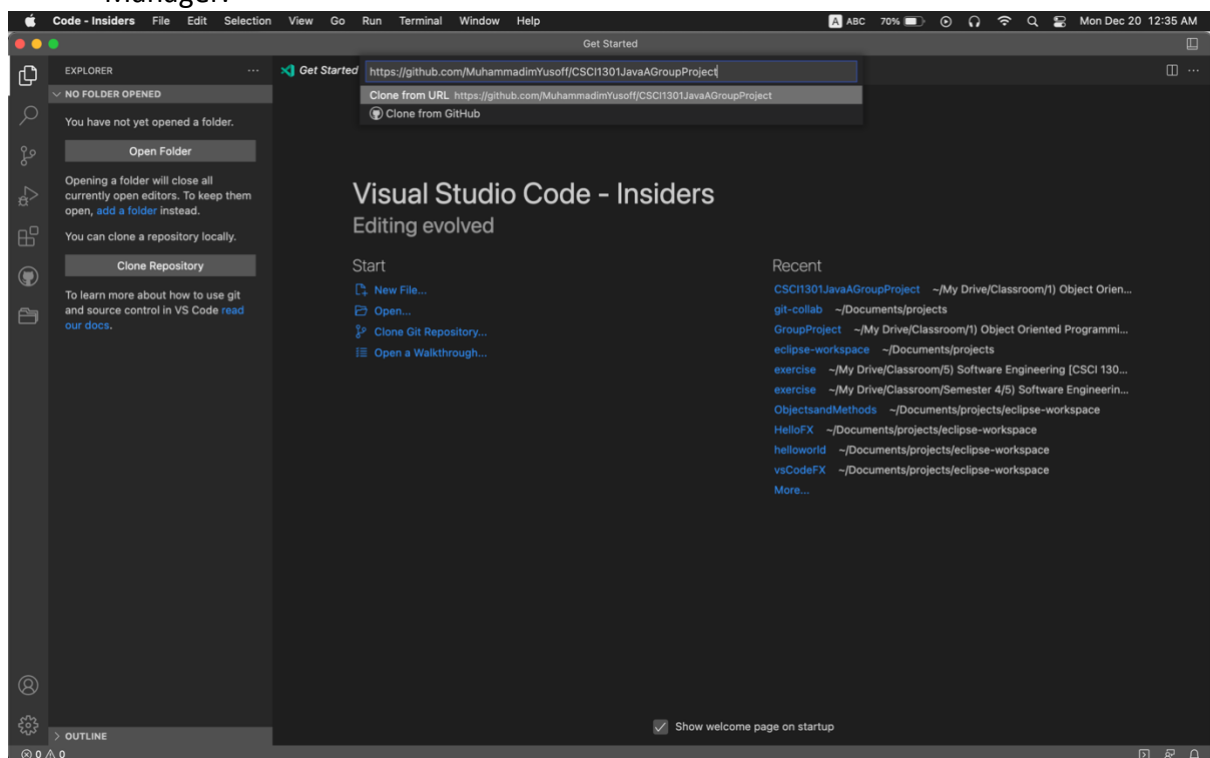 Manager.
Code - Insiders File Edit Selection View Go Run Terminal Window Help A ABC 70% Mon Dec 20 12:35 AM
Get Started
EXPLORER
Get Started
https://github.com/MuhammadimYusoff/CSCI1301JavaAGroupProject
NO FOLDER OPENED
Clone from URL https://github.com/MuhammadimYusoff/CSCI1301JavaAGroupProject
Clone from GitHub
You have not yet opened a folder.
Open Folder
Opening a folder will close all
currently open editors. To keep them
open, add a folder instead.
You can clone a repository locally.
Clone Repository
To learn more about how to use git
and source control in VS Code read
our docs.
Visual Studio Code - Insiders
Editing evolved
Start
New File...
Open...
Clone Git Repository...
Open a Walkthrough...
Recent
CSCI1301JavaAGroupProject ~/My Drive/Classroom/1) Object Orien...
git-collab ~/Documents/projects
GroupProject ~/My Drive/Classroom/1) Object Oriented Programmi...
eclipse-workspace ~/Documents/projects
exercise ~/My Drive/Classroom/5) Software Engineering [CSCI 130...
exercise ~/My Drive/Classroom/Semester 4/5) Software Engineerin...
ObjectsandMethods ~/Documents/projects/eclipse-workspace
HelloFX ~/Documents/projects/eclipse-workspace
helloworld ~/Documents/projects/eclipse-workspace
vsCodeFX ~/Documents/projects/eclipse-workspace
More...
Show welcome page on startup
OUTLINE
0 0